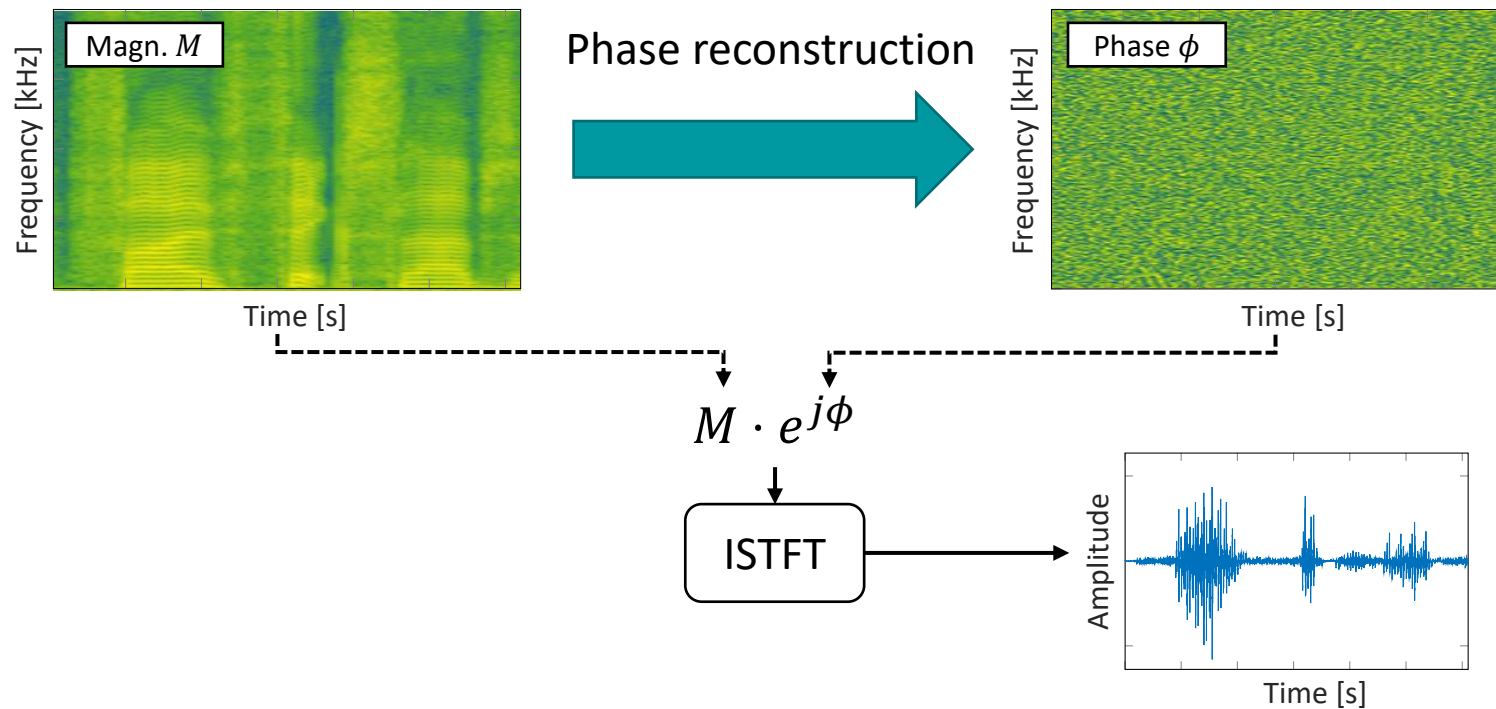 Magn. M
Frequency [kHz]
Time [s]
Phase reconstruction
Phase ϕ
Frequency [kHz]
Time [s]
M · e^{jϕ}
ISTFT
Amplitude
Time [s]